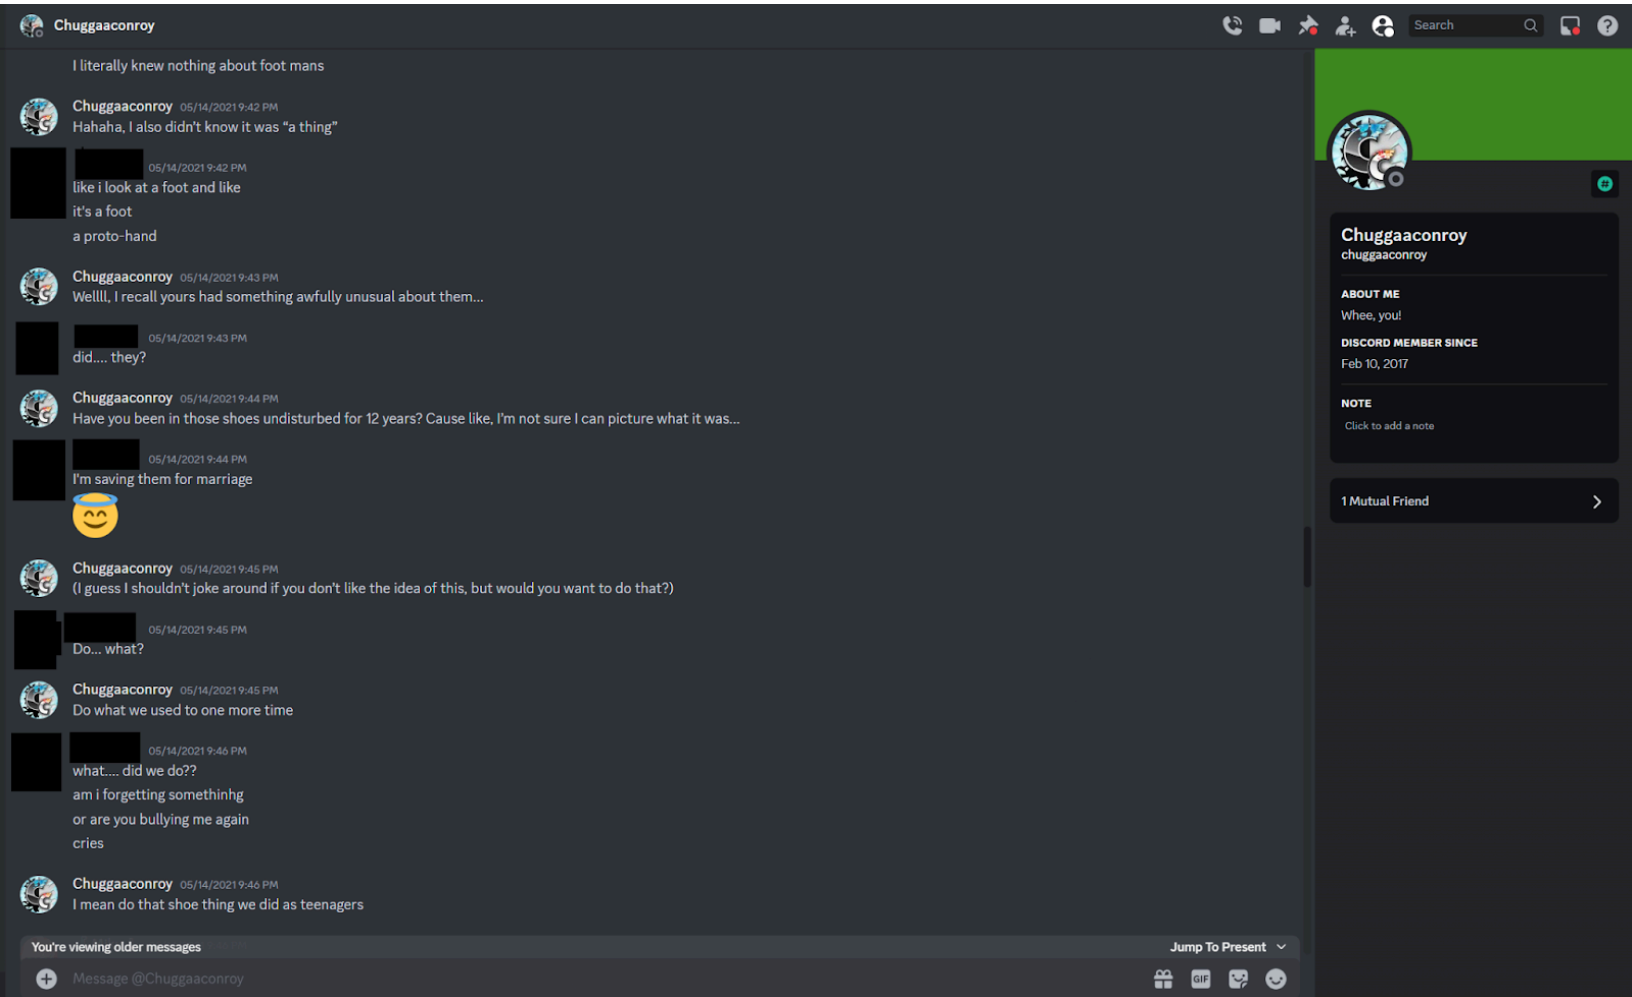 Chuggaaconroy
Search
I literally knew nothing about foot mans
Chuggaaconroy 05/14/2021 9:42 PM
Hahaha, I also didn't know it was “a thing”
05/14/2021 9:42 PM
like i look at a foot and like
it's a foot
a proto-hand
Chuggaaconroy 05/14/2021 9:43 PM
Wellll, I recall yours had something awfully unusual about them...
05/14/2021 9:43 PM
did.... they?
Chuggaaconroy 05/14/2021 9:44 PM
Have you been in those shoes undisturbed for 12 years? Cause like, I'm not sure I can picture what it was...
05/14/2021 9:44 PM
I'm saving them for marriage
Chuggaaconroy 05/14/2021 9:45 PM
(I guess I shouldn't joke around if you don't like the idea of this, but would you want to do that?)
05/14/2021 9:45 PM
Do... what?
Chuggaaconroy 05/14/2021 9:45 PM
Do what we used to one more time
05/14/2021 9:46 PM
what.... did we do??
am i forgetting somethinhg
or are you bullying me again
cries
Chuggaaconroy 05/14/2021 9:46 PM
I mean do that shoe thing we did as teenagers
You're viewing older messages
Jump To Present
Message @Chuggaaconroy
GIF
Chuggaaconroy
chuggaaconroy
ABOUT ME
Whee, you!
DISCORD MEMBER SINCE
Feb 10, 2017
NOTE
Click to add a note
1 Mutual Friend